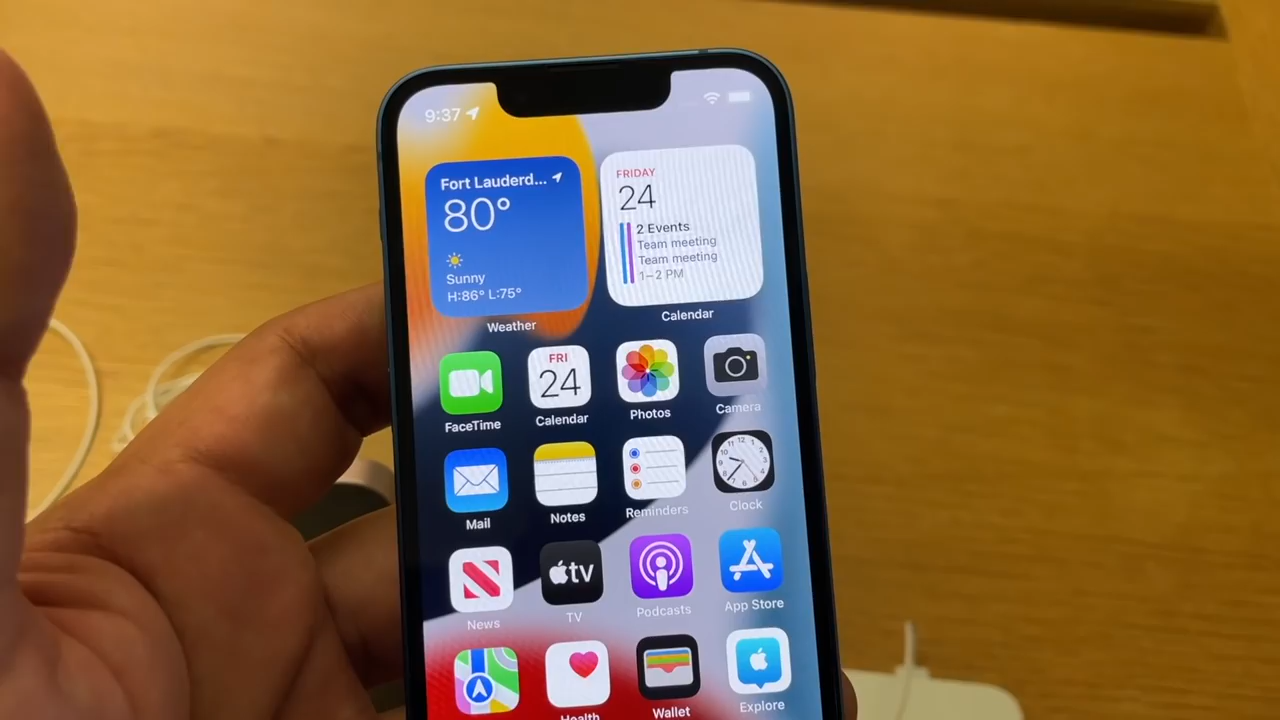 9:37
Fort Lauderd...
80°
Sunny
H:86° L:75°
Weather
FRIDAY
24
2 Events
Team meeting
Team meeting
1–2 PM
Calendar
FaceTime
FRI
24
Calendar
Photos
Camera
Mail
Notes
Reminders
Clock
News
tv
TV
Podcasts
App Store
Health
Wallet
Explore